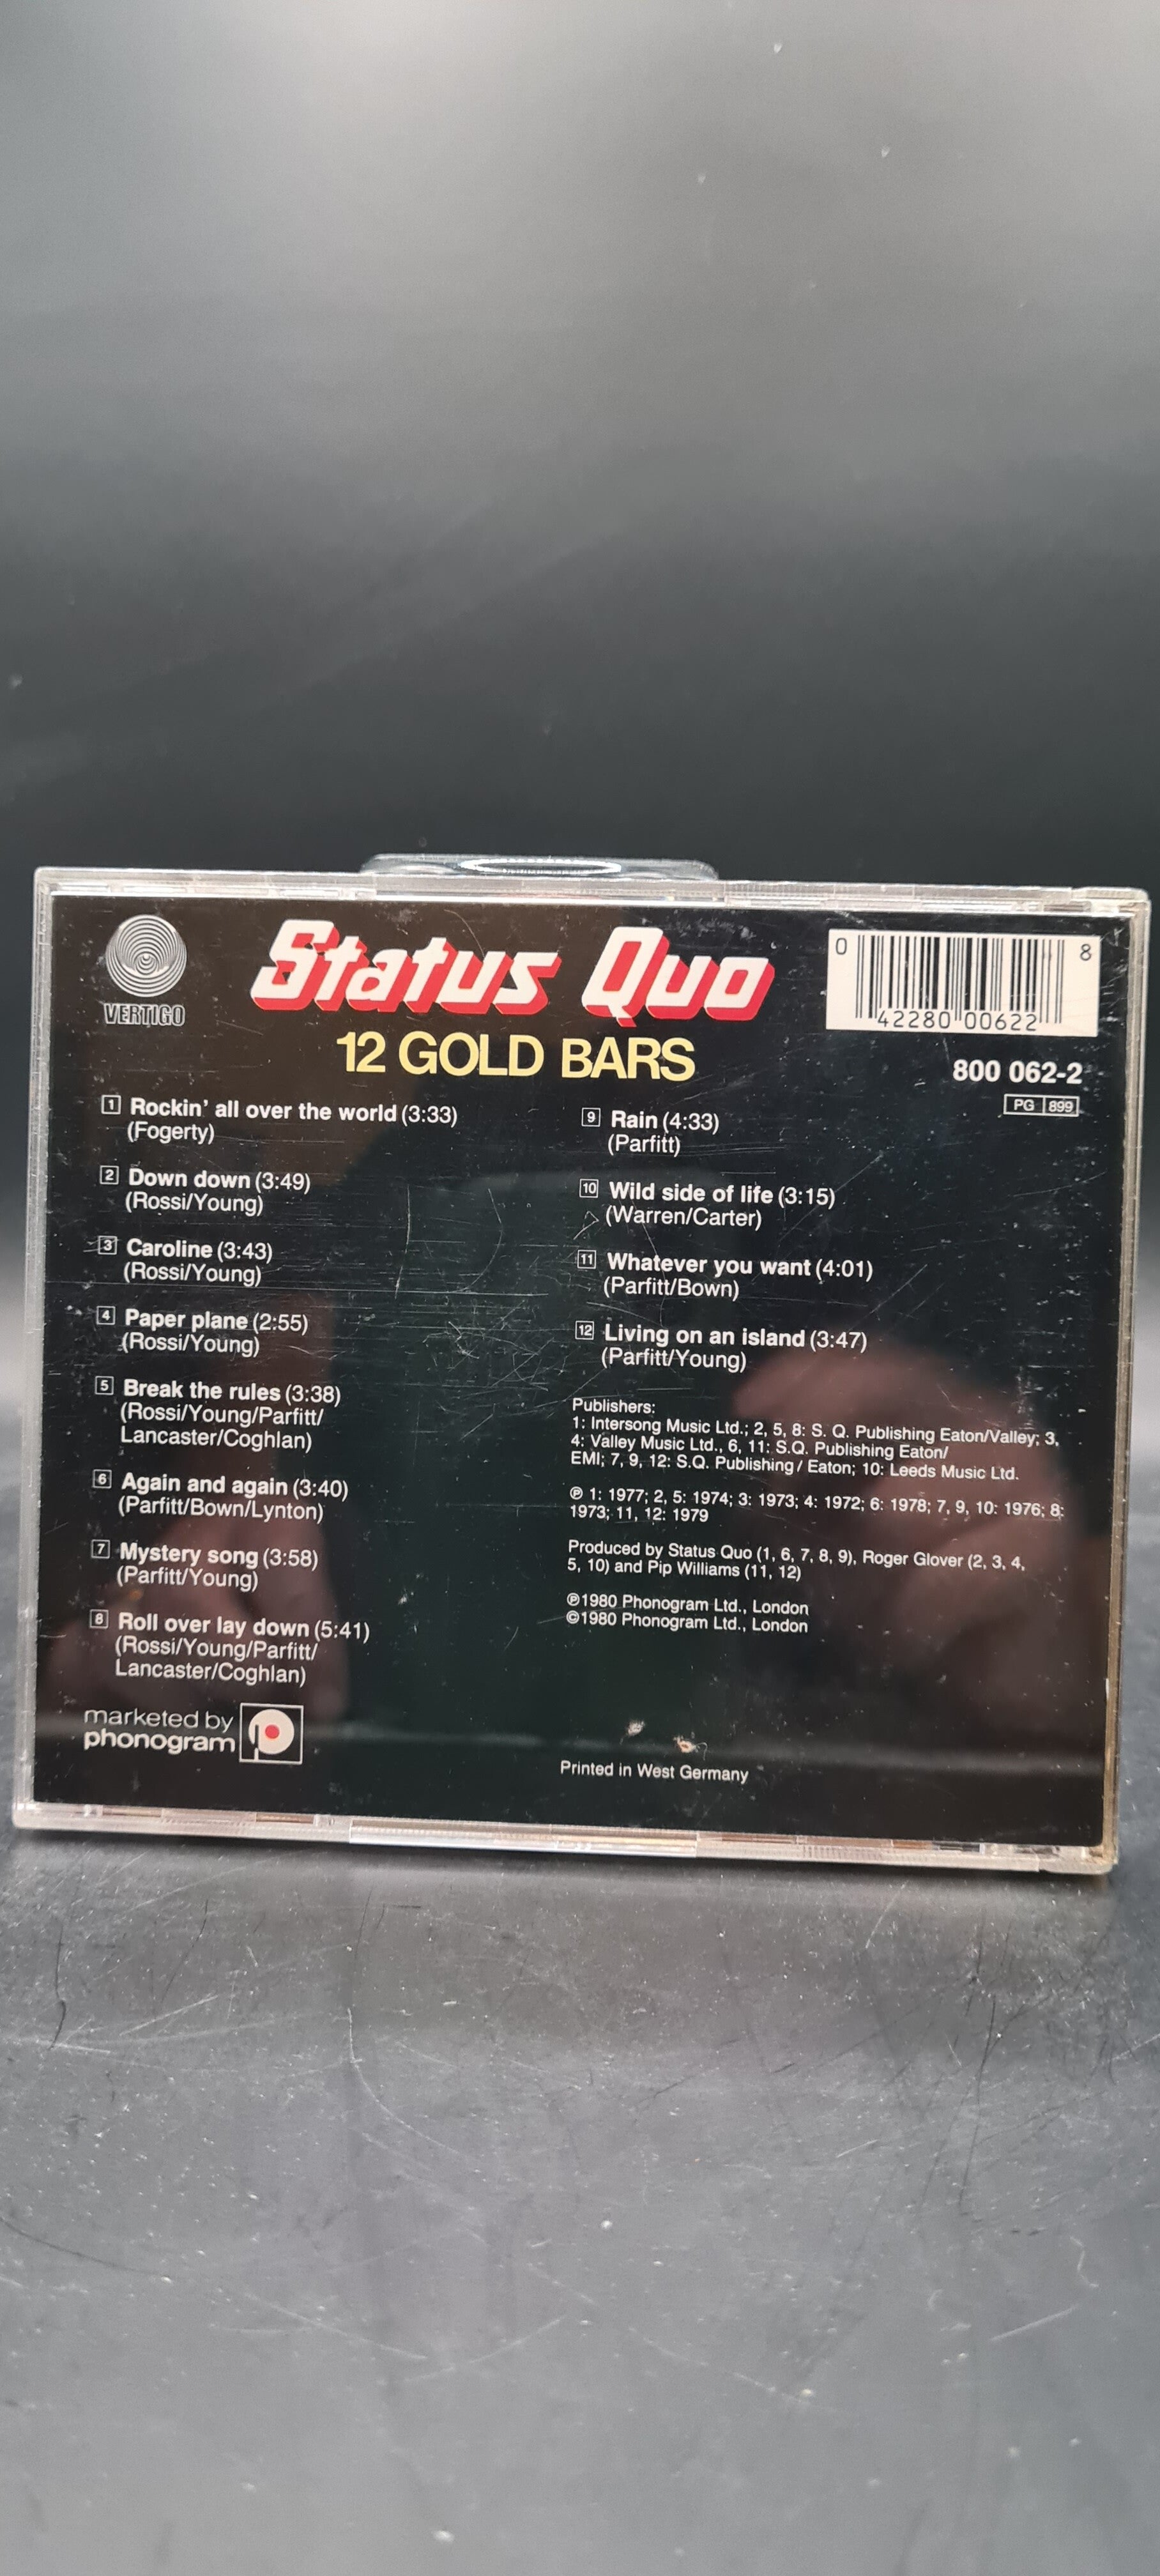 VERTIGO
Status Quo
12 GOLD BARS
0 42280 00622 8
800 062-2
PG 899
1 Rockin' all over the world (3:33)
(Fogerty)
2 Down down (3:49)
(Rossi/Young)
3 Caroline (3:43)
(Rossi/Young)
4 Paper plane (2:55)
(Rossi/Young)
5 Break the rules (3:38)
(Rossi/Young/Parfitt/
Lancaster/Coghlan)
6 Again and again (3:40)
(Parfitt/Bown/Lynton)
7 Mystery song (3:58)
(Parfitt/Young)
8 Roll over lay down (5:41)
(Rossi/Young/Parfitt/
Lancaster/Coghlan)
marketed by
phonogram
9 Rain (4:33)
(Parfitt)
10 Wild side of life (3:15)
(Warren/Carter)
11 Whatever you want (4:01)
(Parfitt/Bown)
12 Living on an island (3:47)
(Parfitt/Young)
Publishers:
1: Intersong Music Ltd.; 2, 5, 8: S. Q. Publishing Eaton/Valley; 3,
4: Valley Music Ltd., 6, 11: S.Q. Publishing Eaton/
EMI; 7, 9, 12: S.Q. Publishing / Eaton; 10: Leeds Music Ltd.
℗ 1: 1977; 2, 5: 1974; 3: 1973; 4: 1972; 6: 1978; 7, 9, 10: 1976; 8:
1973; 11, 12: 1979
Produced by Status Quo (1, 6, 7, 8, 9), Roger Glover (2, 3, 4,
5, 10) and Pip Williams (11, 12)
℗1980 Phonogram Ltd., London
©1980 Phonogram Ltd., London
Printed in West Germany